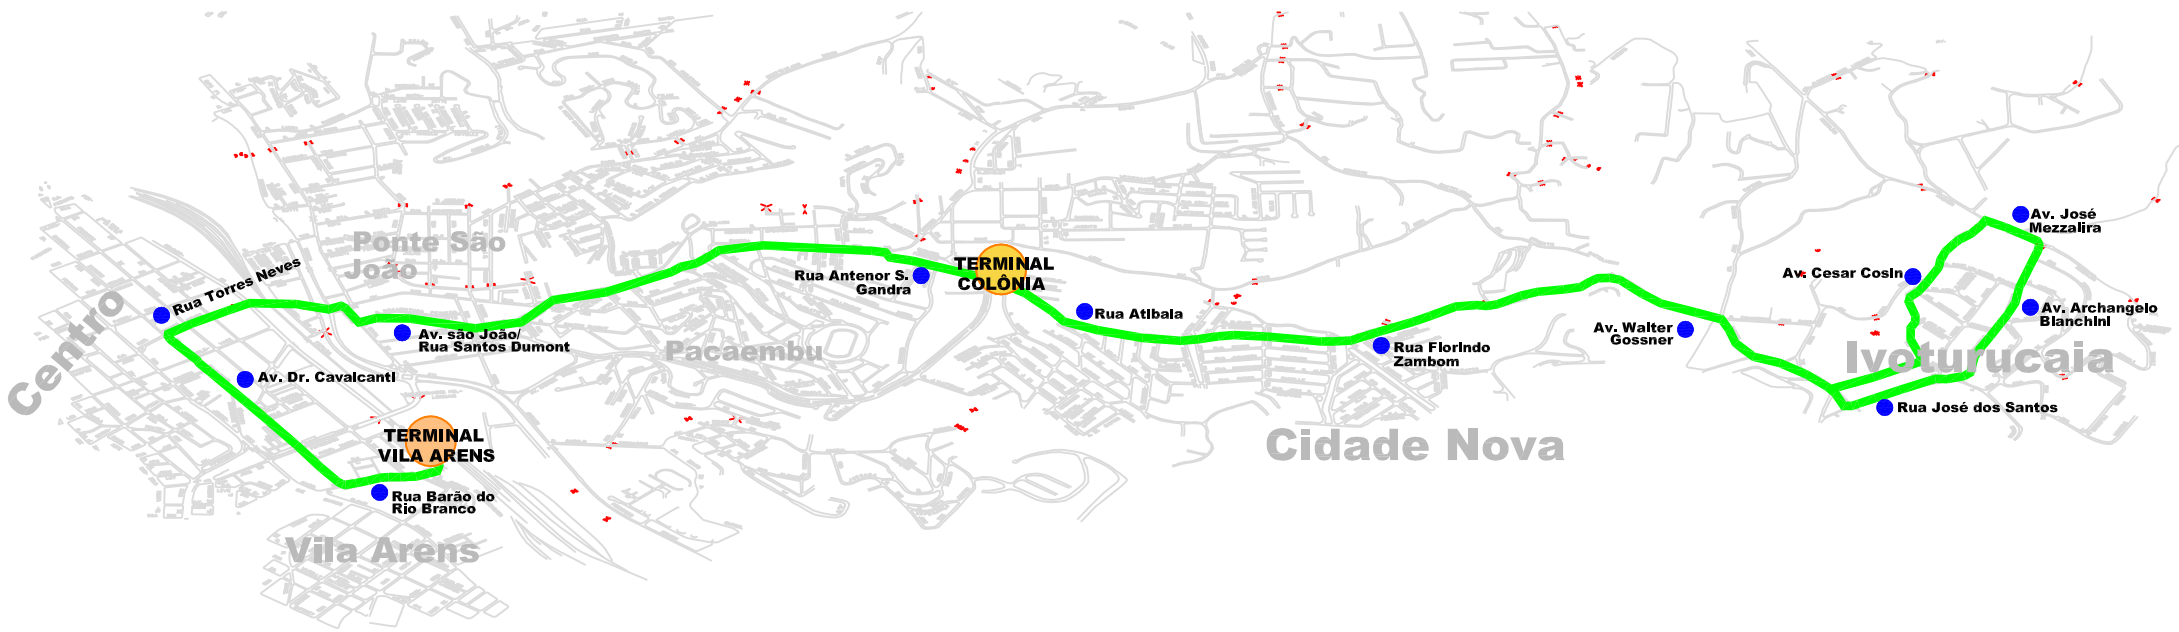 Ponte São
João
Centro
Rua Torres Neves
Av. são João/
Rua Santos Dumont
Av. Dr. Cavalcanti
TERMINAL
VILA ARENS
Rua Barão do
Rio Branco
Vila Arens
Pacaembu
Rua Antenor S.
Gandra
TERMINAL
COLÔNIA
Rua Atibaia
Cidade Nova
Rua Florindo
Zambom
Av. Walter
Gossner
Av. José
Mezzalira
Av. Cesar Cosin
Av. Archangelo
Bianchini
Ivoturucaia
Rua José dos Santos